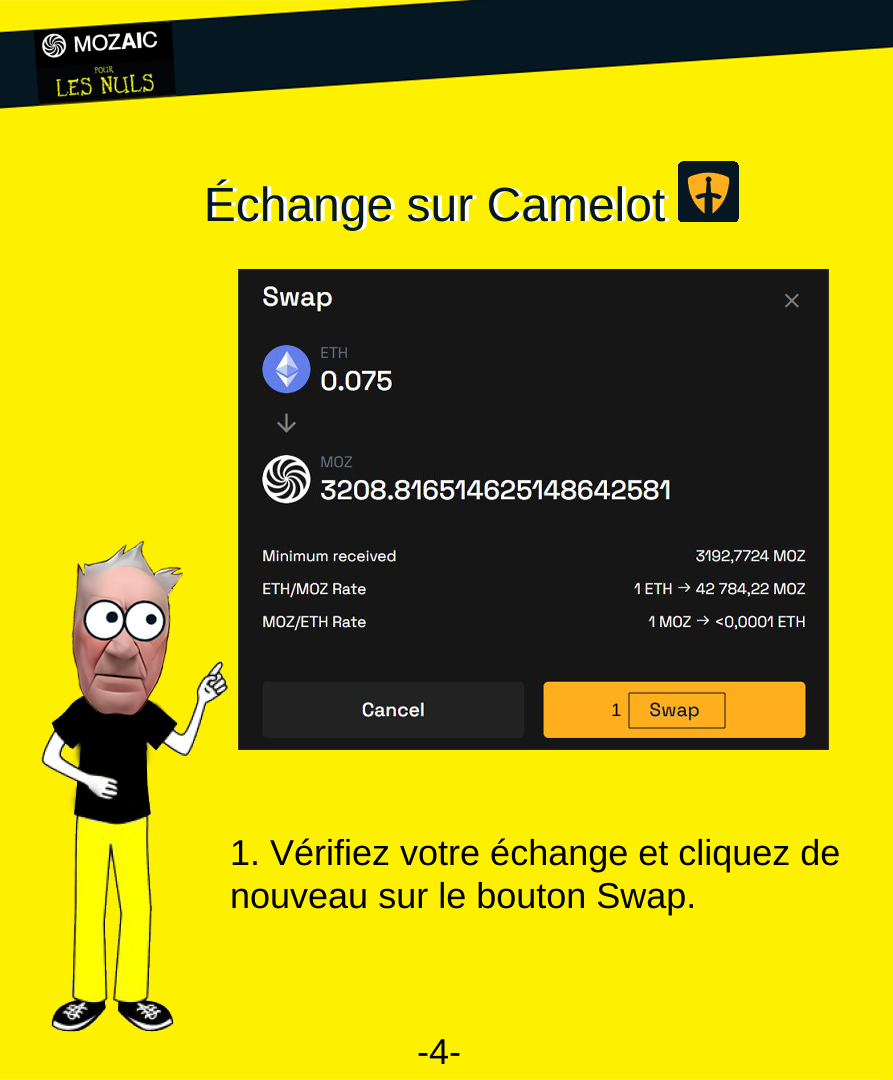 MOZAIC
POUR
LES NULS
Échange sur Camelot
Swap
ETH
0.075
MOZ
3208.816514625148642581
Minimum received 3192,7724 MOZ
ETH/MOZ Rate 1 ETH → 42 784,22 MOZ
MOZ/ETH Rate 1 MOZ → <0,0001 ETH
Cancel 1 Swap
1. Vérifiez votre échange et cliquez de
nouveau sur le bouton Swap.
-4-